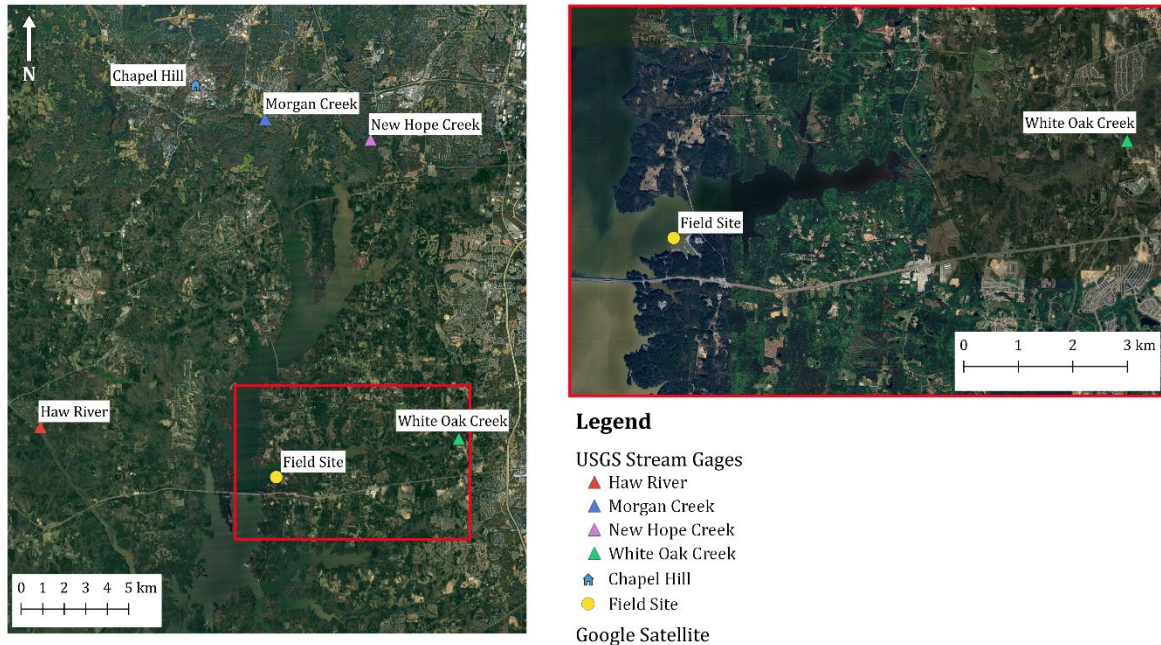 N
Chapel Hill
Morgan Creek
New Hope Creek
Haw River
White Oak Creek
Field Site
0 1 2 3 4 5 km
White Oak Creek
Field Site
0 1 2 3 km
Legend
USGS Stream Gages
Haw River
Morgan Creek
New Hope Creek
White Oak Creek
Chapel Hill
Field Site
Google Satellite